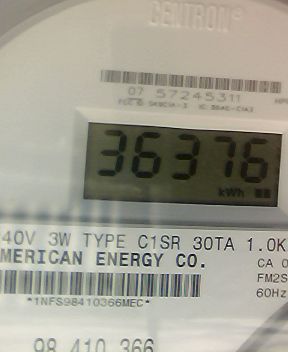 CENTRON®
07 57245311
36376
kWh
40V 3W TYPE C1SR 30TA 1.0K
MERICAN ENERGY CO.
CA 0
FM2S
60Hz
*1NFS98410366MEC*
98 410 366